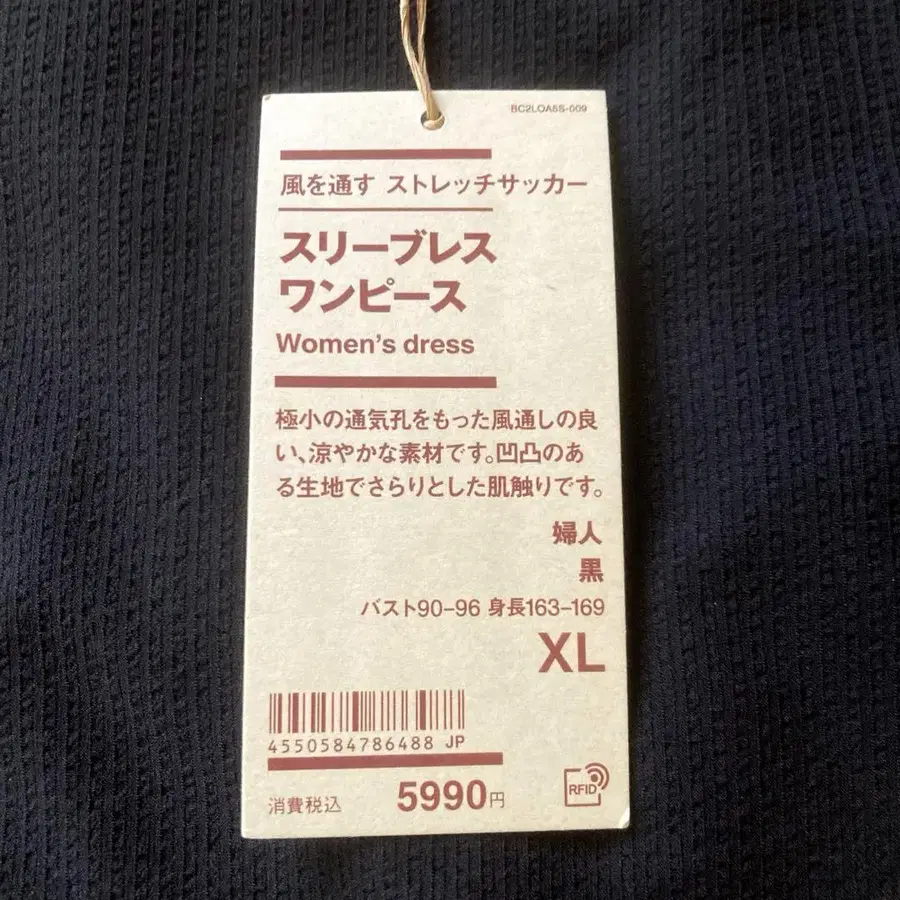 BC2LOA5S-009
風を通す ストレッチサッカー
スリーブレス
ワンピース
Women's dress
極小の通気孔をもった風通しの良
い、涼やかな素材です。凹凸のあ
る生地でさらりとした肌触りです。
婦人
黒
バスト90-96 身長163-169
XL
4550584786488 JP
消費税込 5990円
RFID